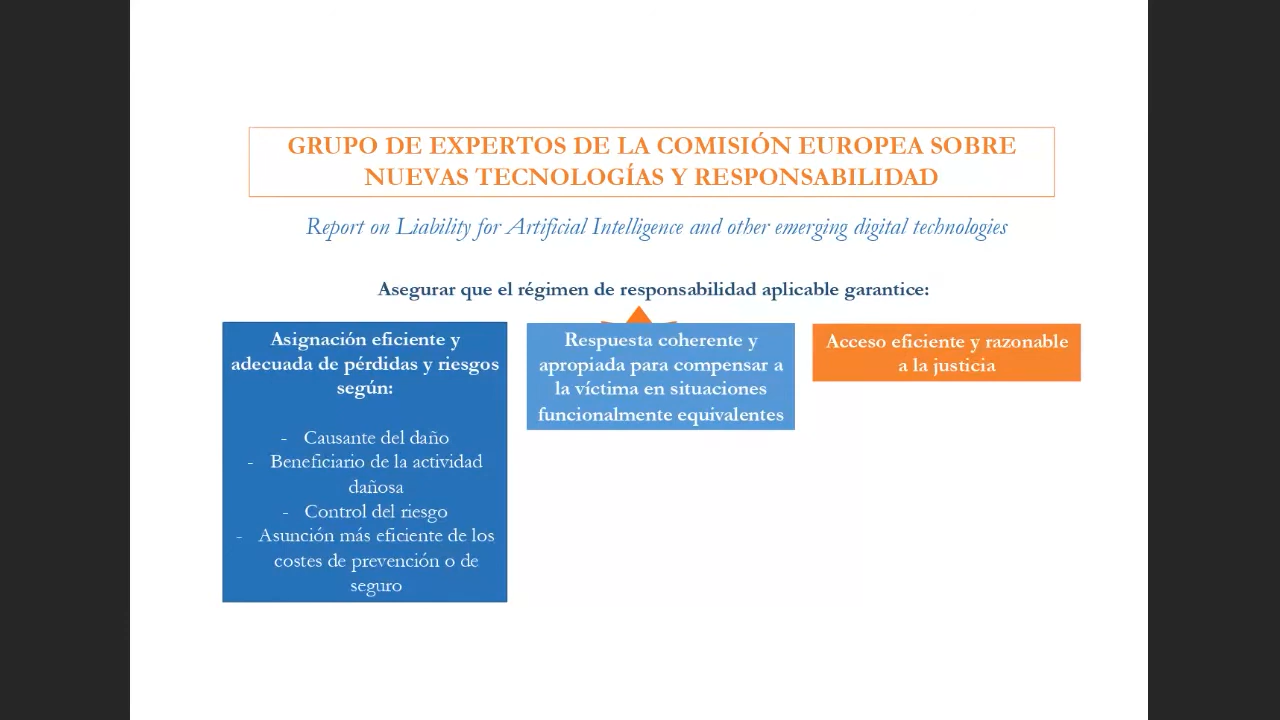 GRUPO DE EXPERTOS DE LA COMISIÓN EUROPEA SOBRE
NUEVAS TECNOLOGÍAS Y RESPONSABILIDAD
Report on Liability for Artificial Intelligence and other emerging digital technologies
Asegurar que el régimen de responsabilidad aplicable garantice:
Asignación eficiente y
adecuada de pérdidas y riesgos
según:
- Causante del daño
- Beneficiario de la actividad
dañosa
- Control del riesgo
- Asunción más eficiente de los
costes de prevención o de
seguro
Respuesta coherente y
apropiada para compensar a
la víctima en situaciones
funcionalmente equivalentes
Acceso eficiente y razonable
a la justicia